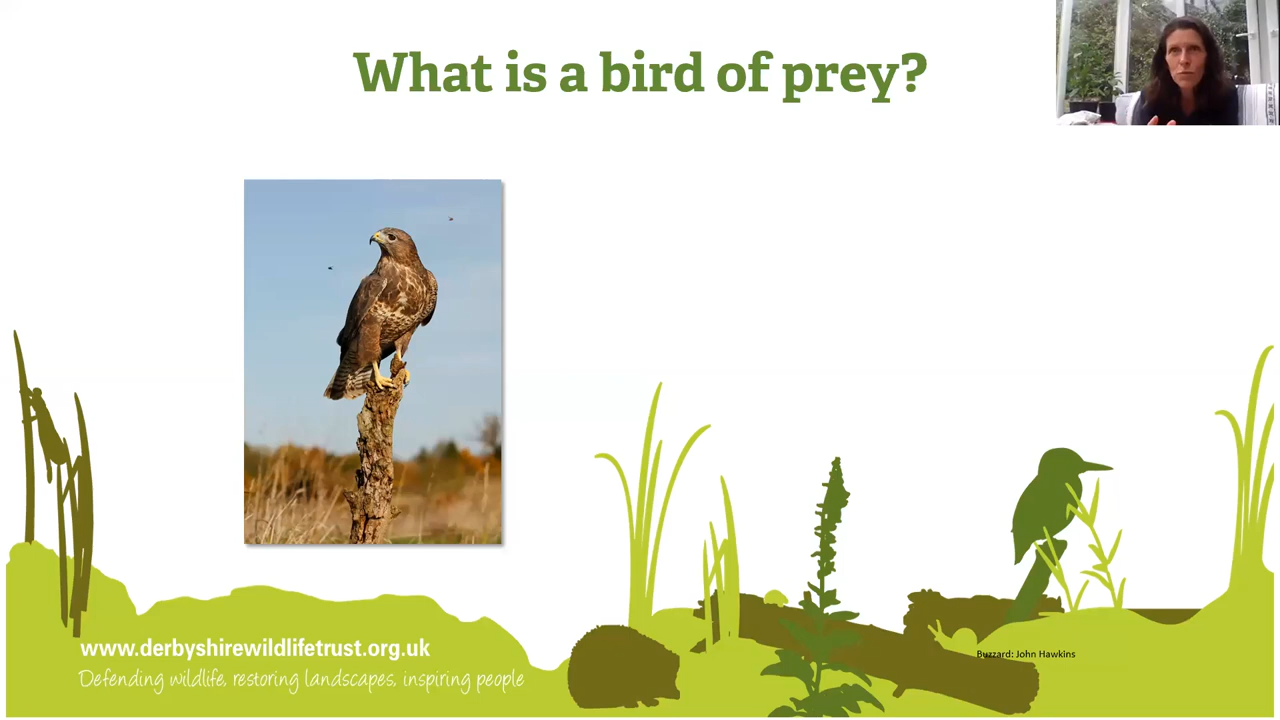 What is a bird of prey?
www.derbyshirewildlifetrust.org.uk
Defending wildlife, restoring landscapes, inspiring people
Buzzard: John Hawkins